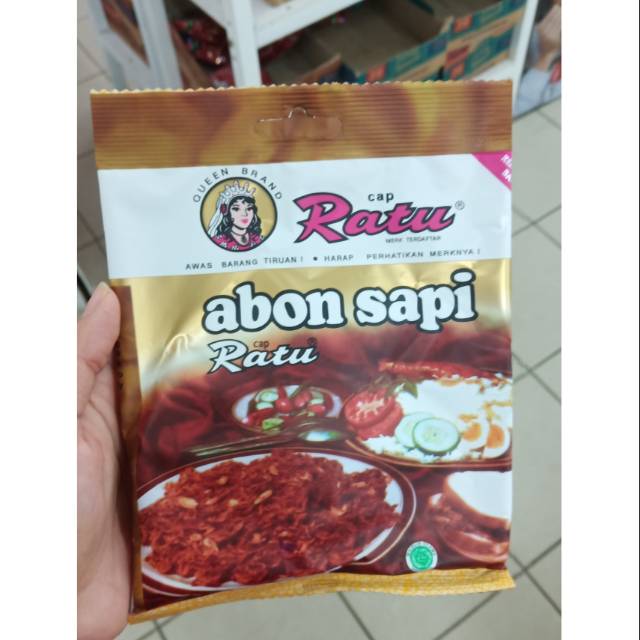 QUEEN BRAND
cap
Ratu®
MERK TERDAFTAR
AWAS BARANG TIRUAN! • HARAP PERHATIKAN MERKNYA!
abon sapi
cap
Ratu®